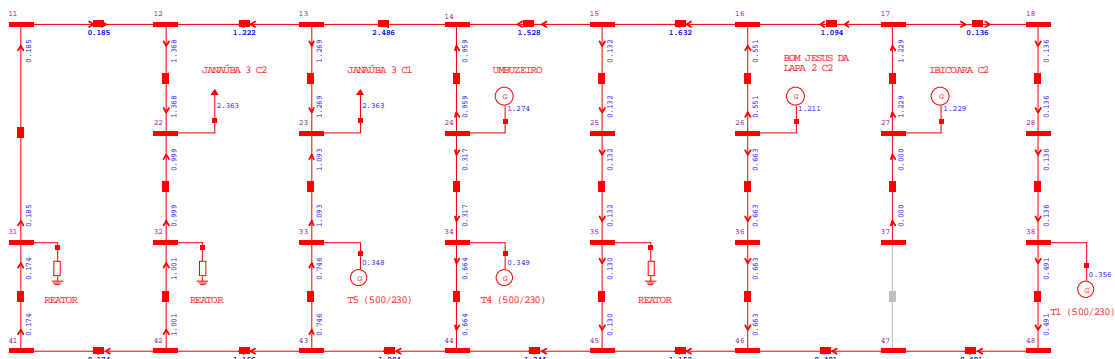 11 12 13 14 15 16 17 18
0.185 1.222 2.486 1.528 1.632 1.094 0.136
0.185 1.368 1.269 0.959 0.132 0.551 1.229 0.136
JANAÚBA 3 C2 JANAÚBA 3 C1 UMBUZEIRO BOM JESUS DA
LAPA 2 C2 IBICOARA C2
G G G
2.363 2.363 1.274 1.211 1.229
1.368 1.269 0.959 0.132 0.551 1.229 0.136
22 23 24 25 26 27 28
0.999 1.093 0.317 0.132 0.663 0.000 0.136
0.185 0.999 1.093 0.317 0.132 0.663 0.000 0.136
31 32 33 34 35 36 37 38
0.174 1.001 0.746 0.348 0.664 0.349 0.130 0.663 0.491 0.356
G G G
REATOR REATOR T5 (500/230) T4 (500/230) REATOR T1 (500/230)
0.174 1.001 0.746 0.664 0.130 0.663 0.491
41 42 43 44 45 46 47 48